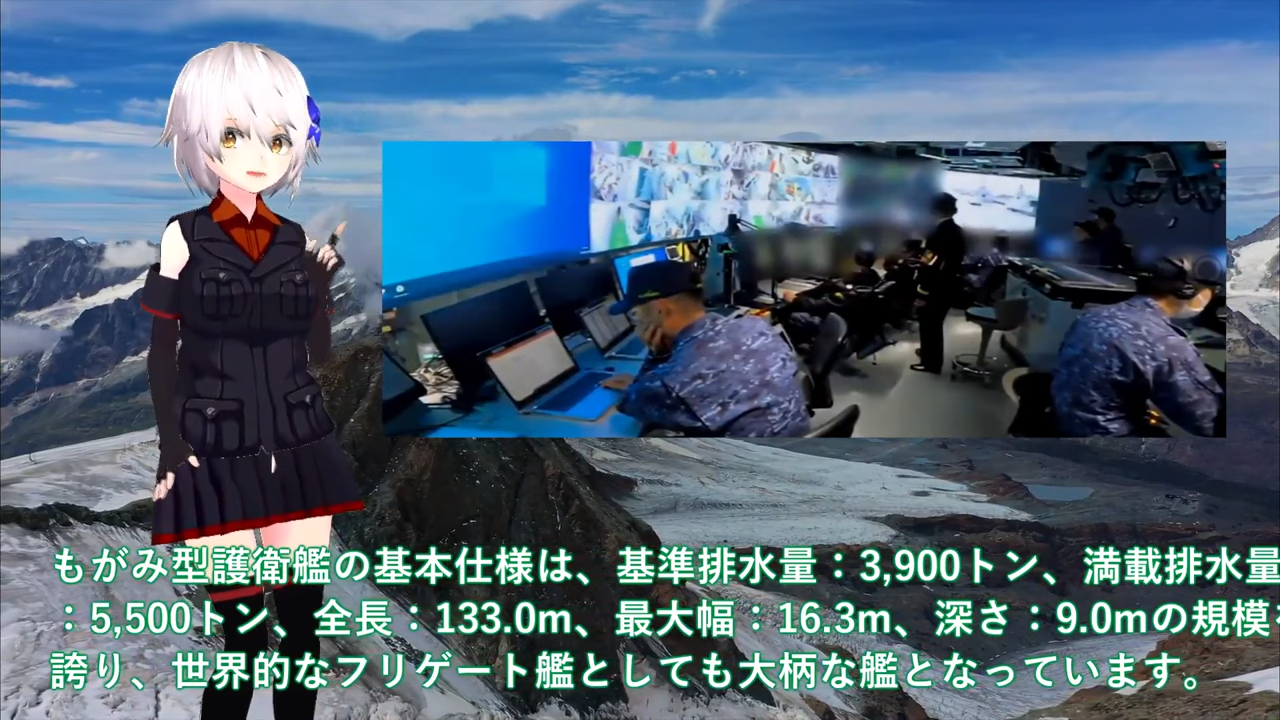 もがみ型護衛艦の基本仕様は、基準排水量：3,900トン、満載排水量
：5,500トン、全長：133.0m、最大幅：16.3m、深さ：9.0mの規模を
誇り、世界的なフリゲート艦としても大柄な艦となっています。